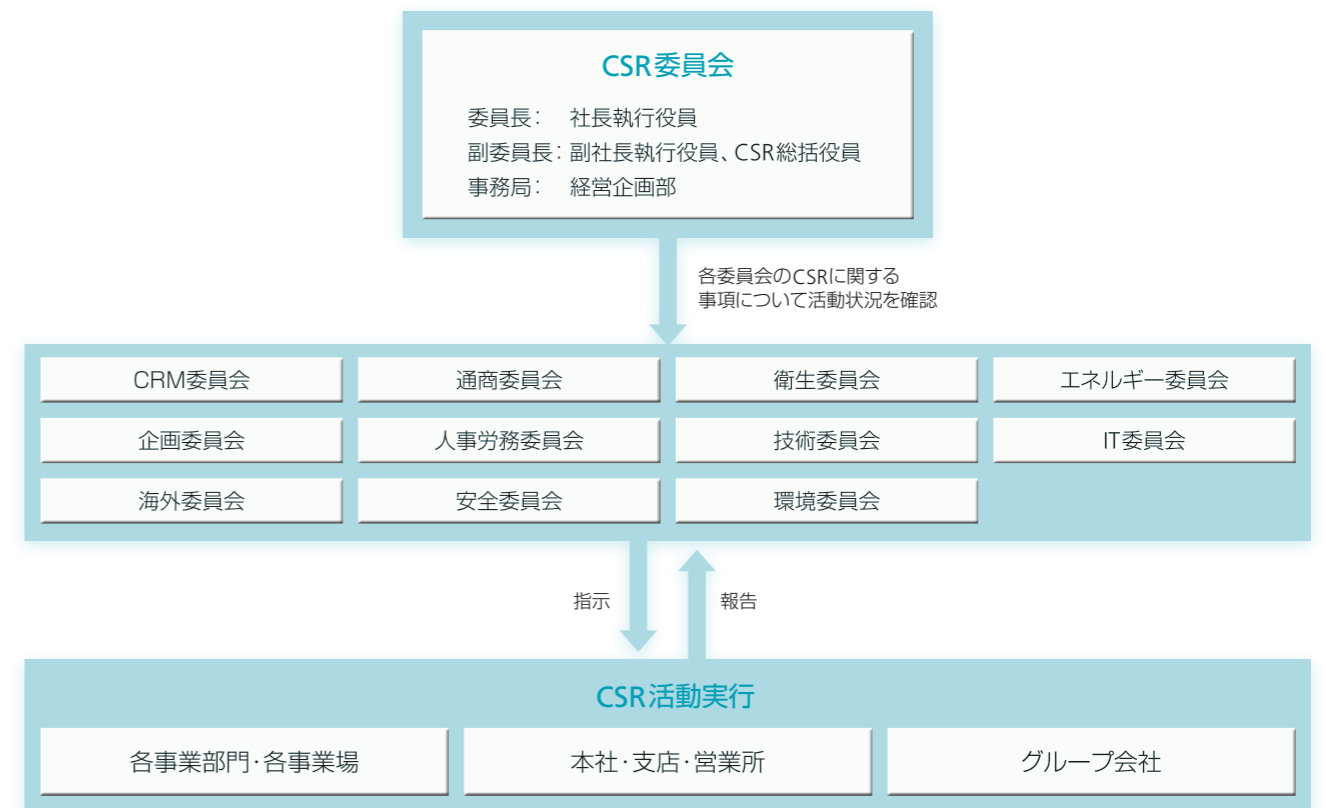 CSR委員会
委員長： 社長執行役員
副委員長：副社長執行役員、CSR総括役員
事務局： 経営企画部
各委員会のCSRに関する
事項について活動状況を確認
CRM委員会
通商委員会
衛生委員会
エネルギー委員会
企画委員会
人事労務委員会
技術委員会
IT委員会
海外委員会
安全委員会
環境委員会
指示
報告
CSR活動実行
各事業部門･各事業場
本社･支店･営業所
グループ会社